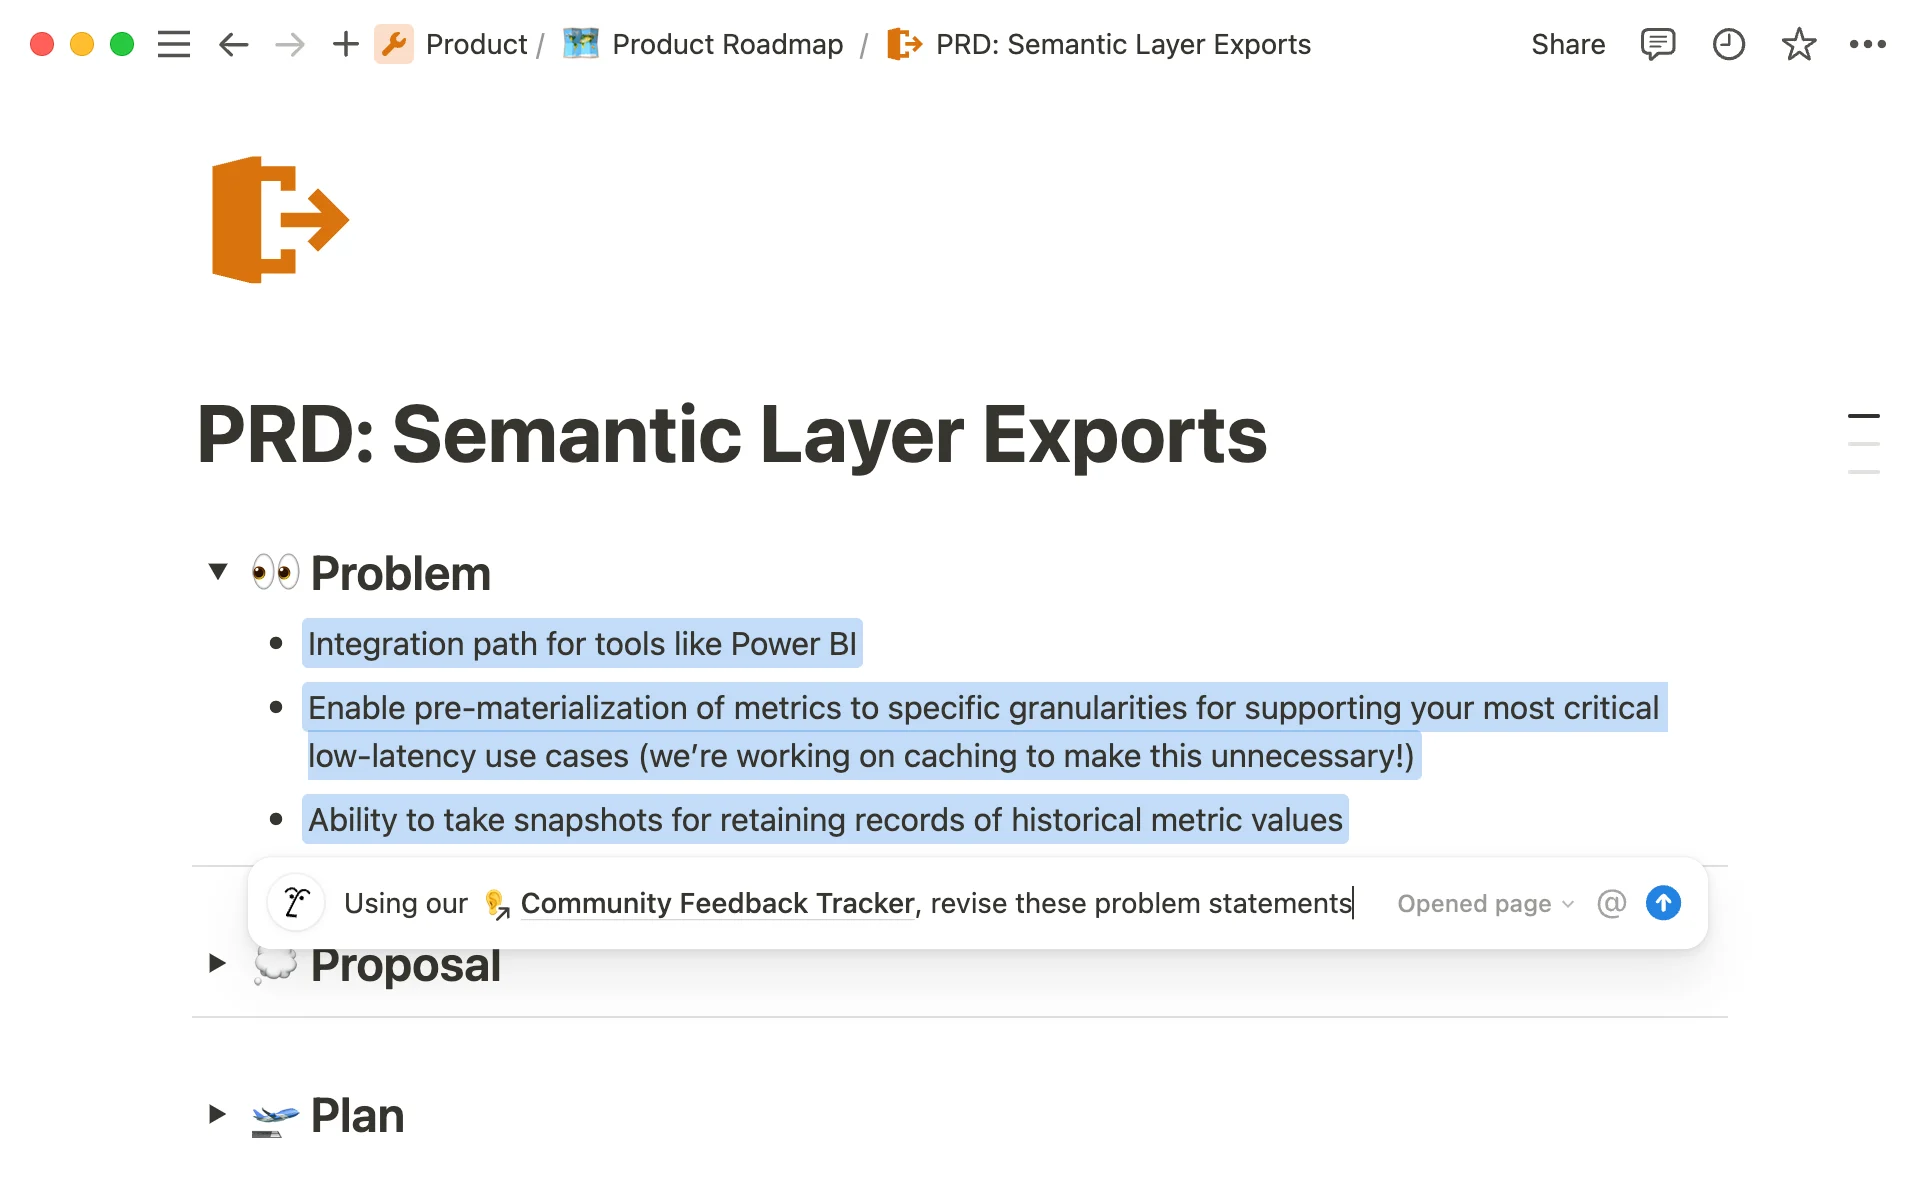 Product / Product Roadmap / PRD: Semantic Layer Exports Share
PRD: Semantic Layer Exports
Problem
• Integration path for tools like Power BI
• Enable pre-materialization of metrics to specific granularities for supporting your most critical
low-latency use cases (we’re working on caching to make this unnecessary!)
• Ability to take snapshots for retaining records of historical metric values
Using our Community Feedback Tracker, revise these problem statements Opened page @
Proposal
Plan